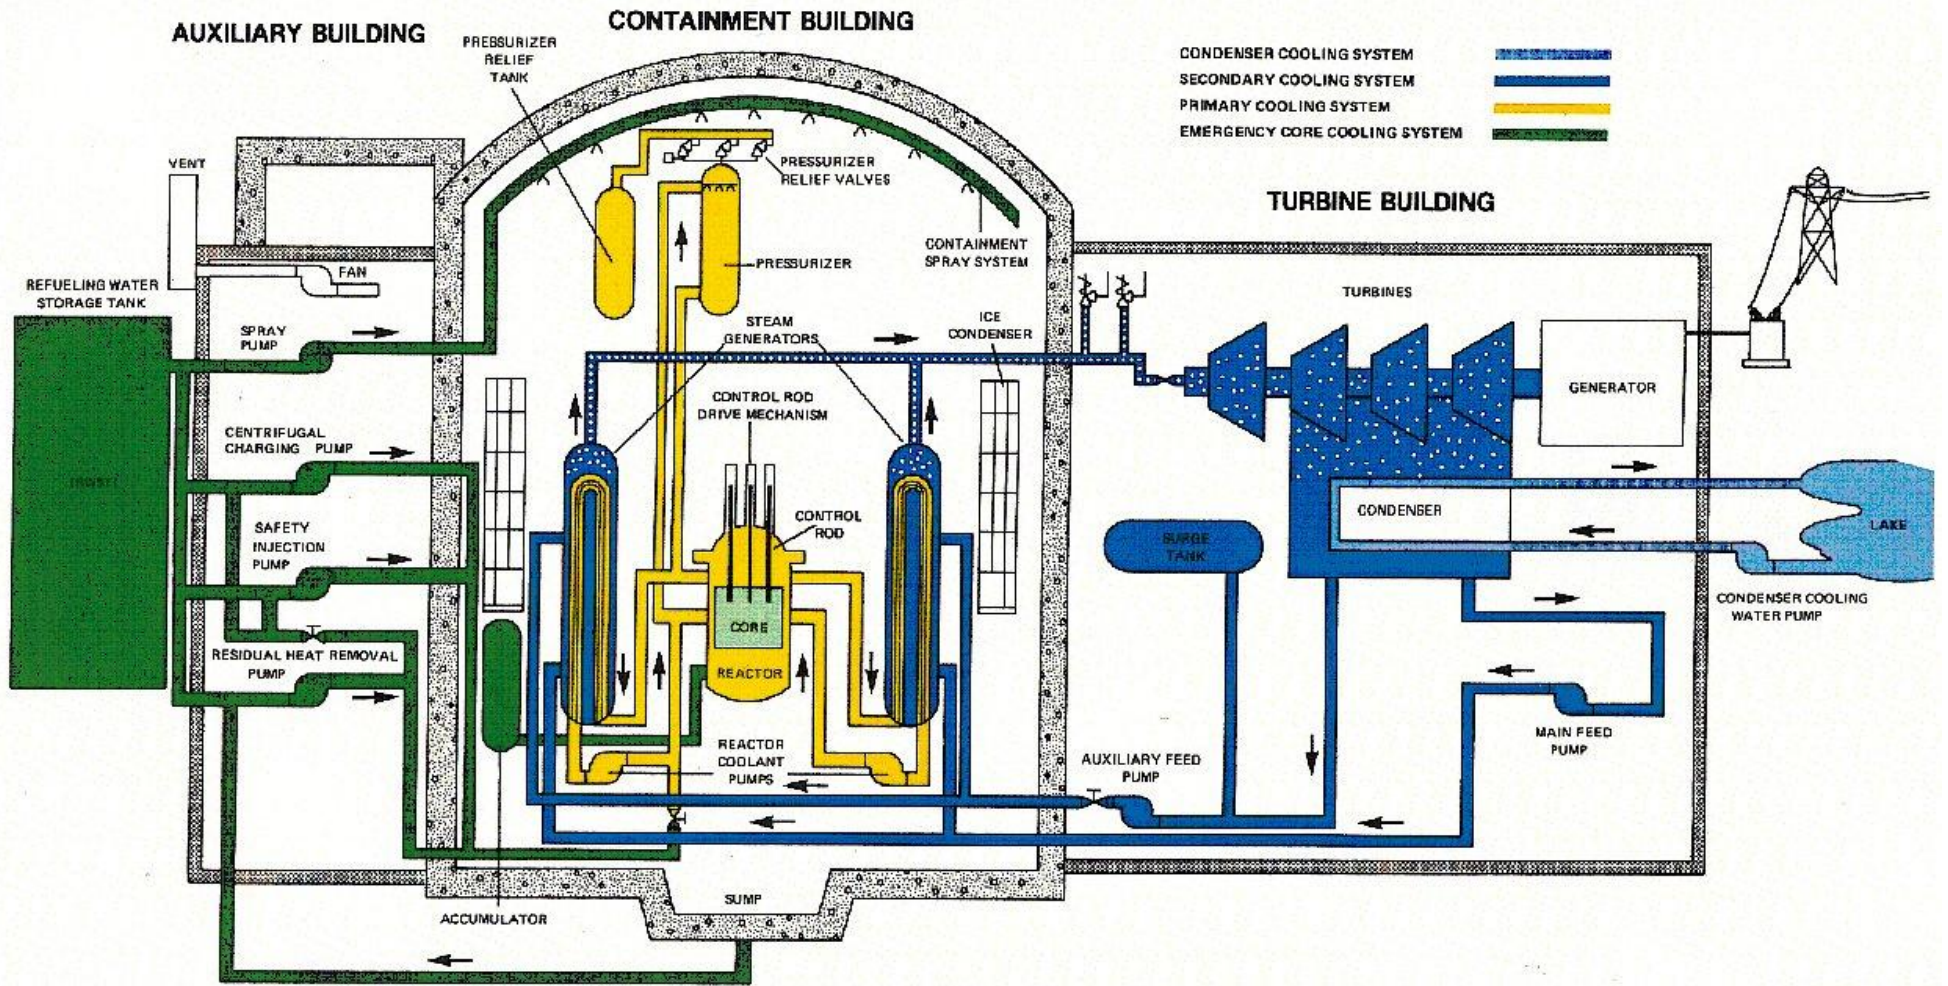 AUXILIARY BUILDING
CONTAINMENT BUILDING
PRESSURIZER
RELIEF
TANK
CONDENSER COOLING SYSTEM
SECONDARY COOLING SYSTEM
PRIMARY COOLING SYSTEM
EMERGENCY CORE COOLING SYSTEM
VENT
PRESSURIZER
RELIEF VALVES
TURBINE BUILDING
CONTAINMENT
SPRAY SYSTEM
PRESSURIZER
FAN
REFUELING WATER
STORAGE TANK
TURBINES
SPRAY
PUMP
STEAM
GENERATORS
ICE
CONDENSER
GENERATOR
CONTROL ROD
DRIVE MECHANISM
CENTRIFUGAL
CHARGING PUMP
(RWST)
CONDENSER
CONTROL
ROD
LAKE
SAFETY
INJECTION
PUMP
SURGE
TANK
CONDENSER COOLING
WATER PUMP
CORE
RESIDUAL HEAT REMOVAL
PUMP
REACTOR
MAIN FEED
PUMP
REACTOR
COOLANT
PUMPS
AUXILIARY FEED
PUMP
SUMP
ACCUMULATOR